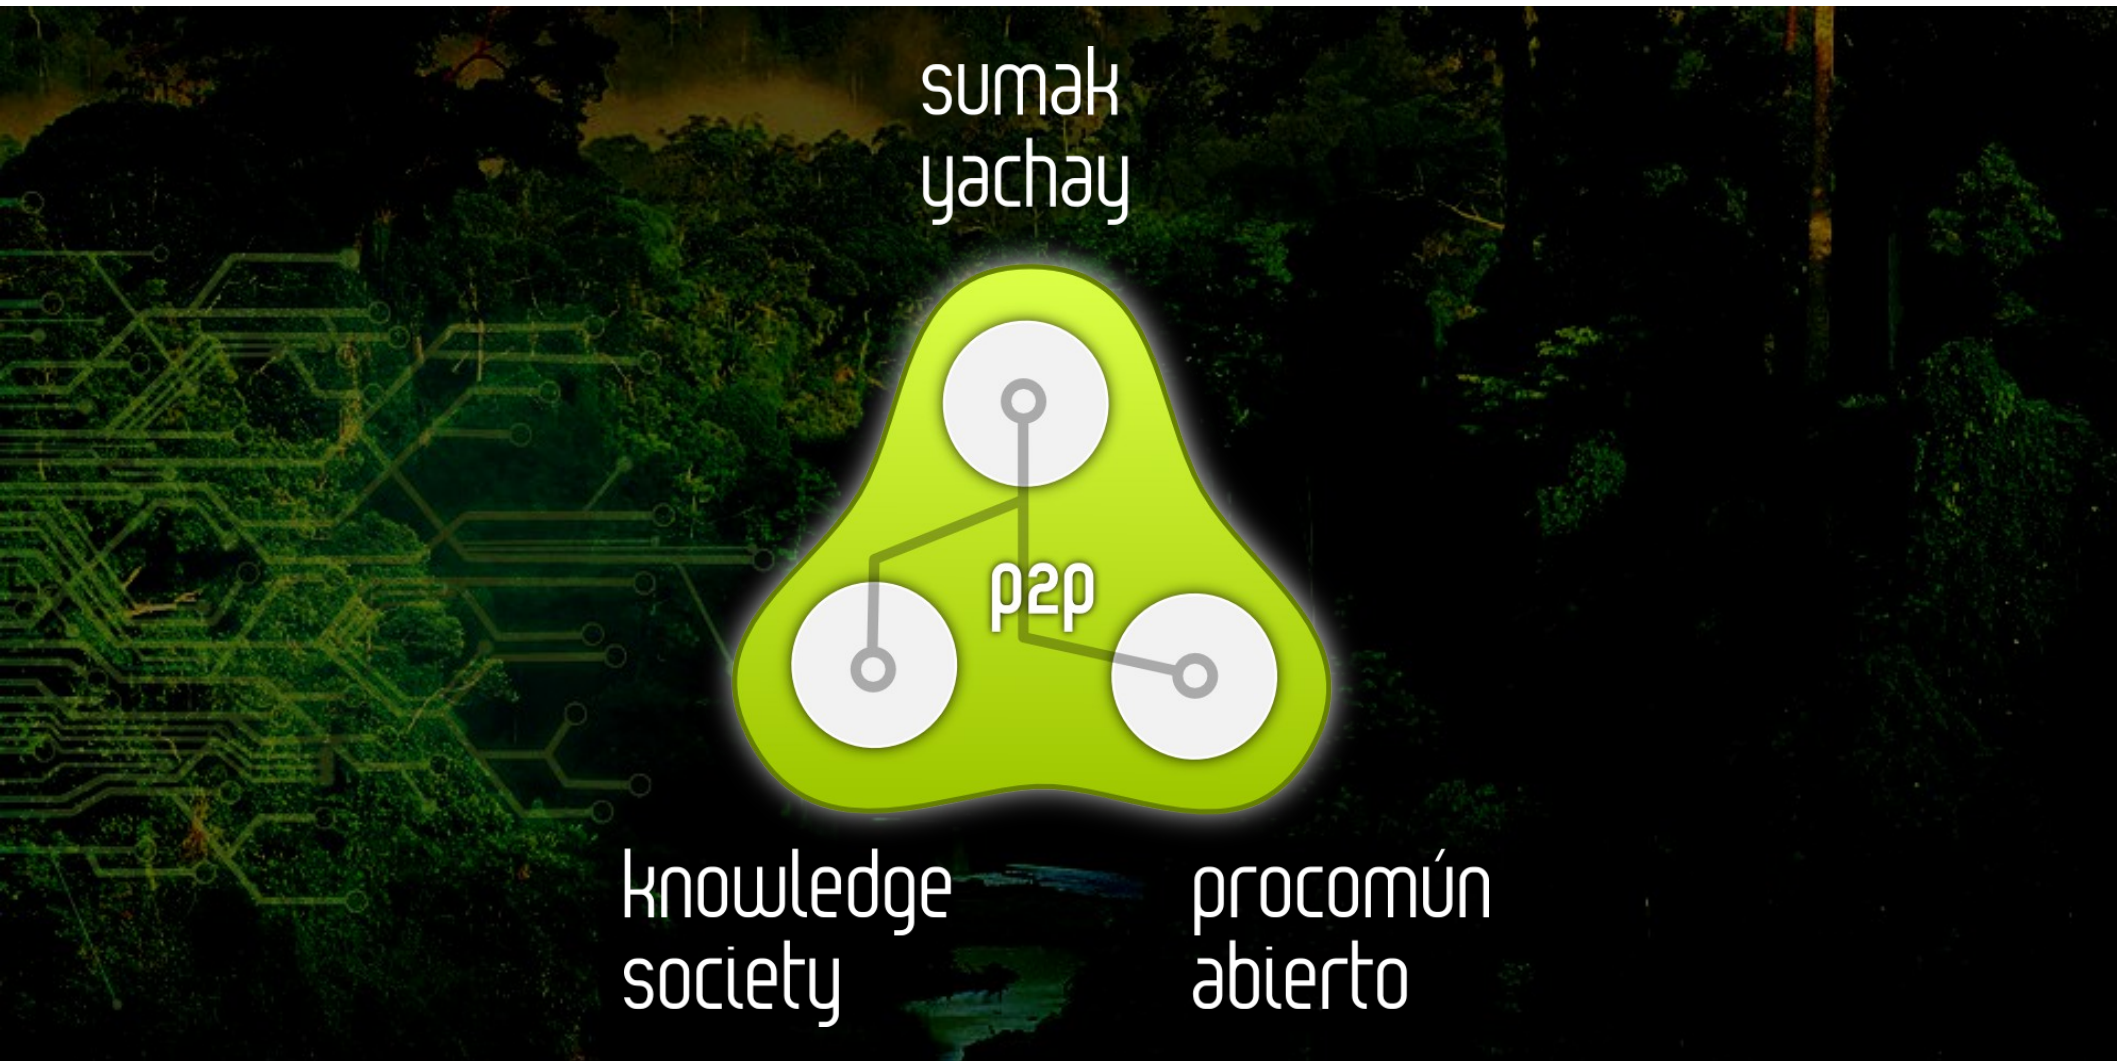 sumak
yachay
p2p
knowledge
society
procomún
abierto